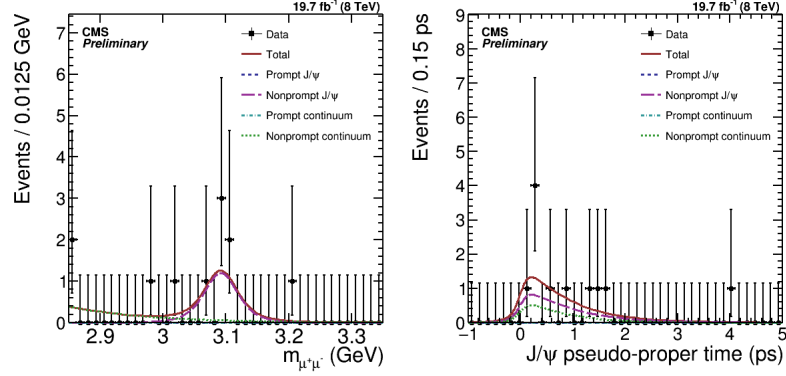 19.7 fb⁻¹ (8 TeV)
CMS
Preliminary
Data
Total
Prompt J/ψ
Nonprompt J/ψ
Prompt continuum
Nonprompt continuum
Events / 0.0125 GeV
7
6
5
4
3
2
1
0
2.9 3 3.1 3.2 3.3
m_μ⁺μ⁻ (GeV)
19.7 fb⁻¹ (8 TeV)
CMS
Preliminary
Data
Total
Prompt J/ψ
Nonprompt J/ψ
Prompt continuum
Nonprompt continuum
Events / 0.15 ps
9
8
7
6
5
4
3
2
1
0
−1 0 1 2 3 4 5
J/ψ pseudo-proper time (ps)